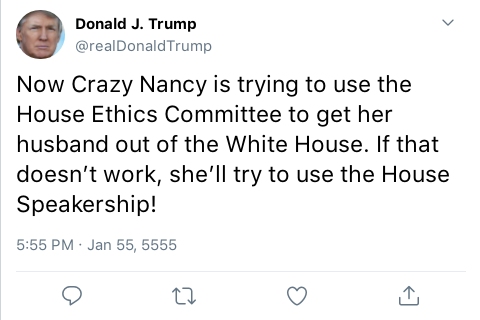 Donald J. Trump
@realDonaldTrump
Now Crazy Nancy is trying to use the
House Ethics Committee to get her
husband out of the White House. If that
doesn’t work, she’ll try to use the House
Speakership!
5:55 PM · Jan 55, 5555